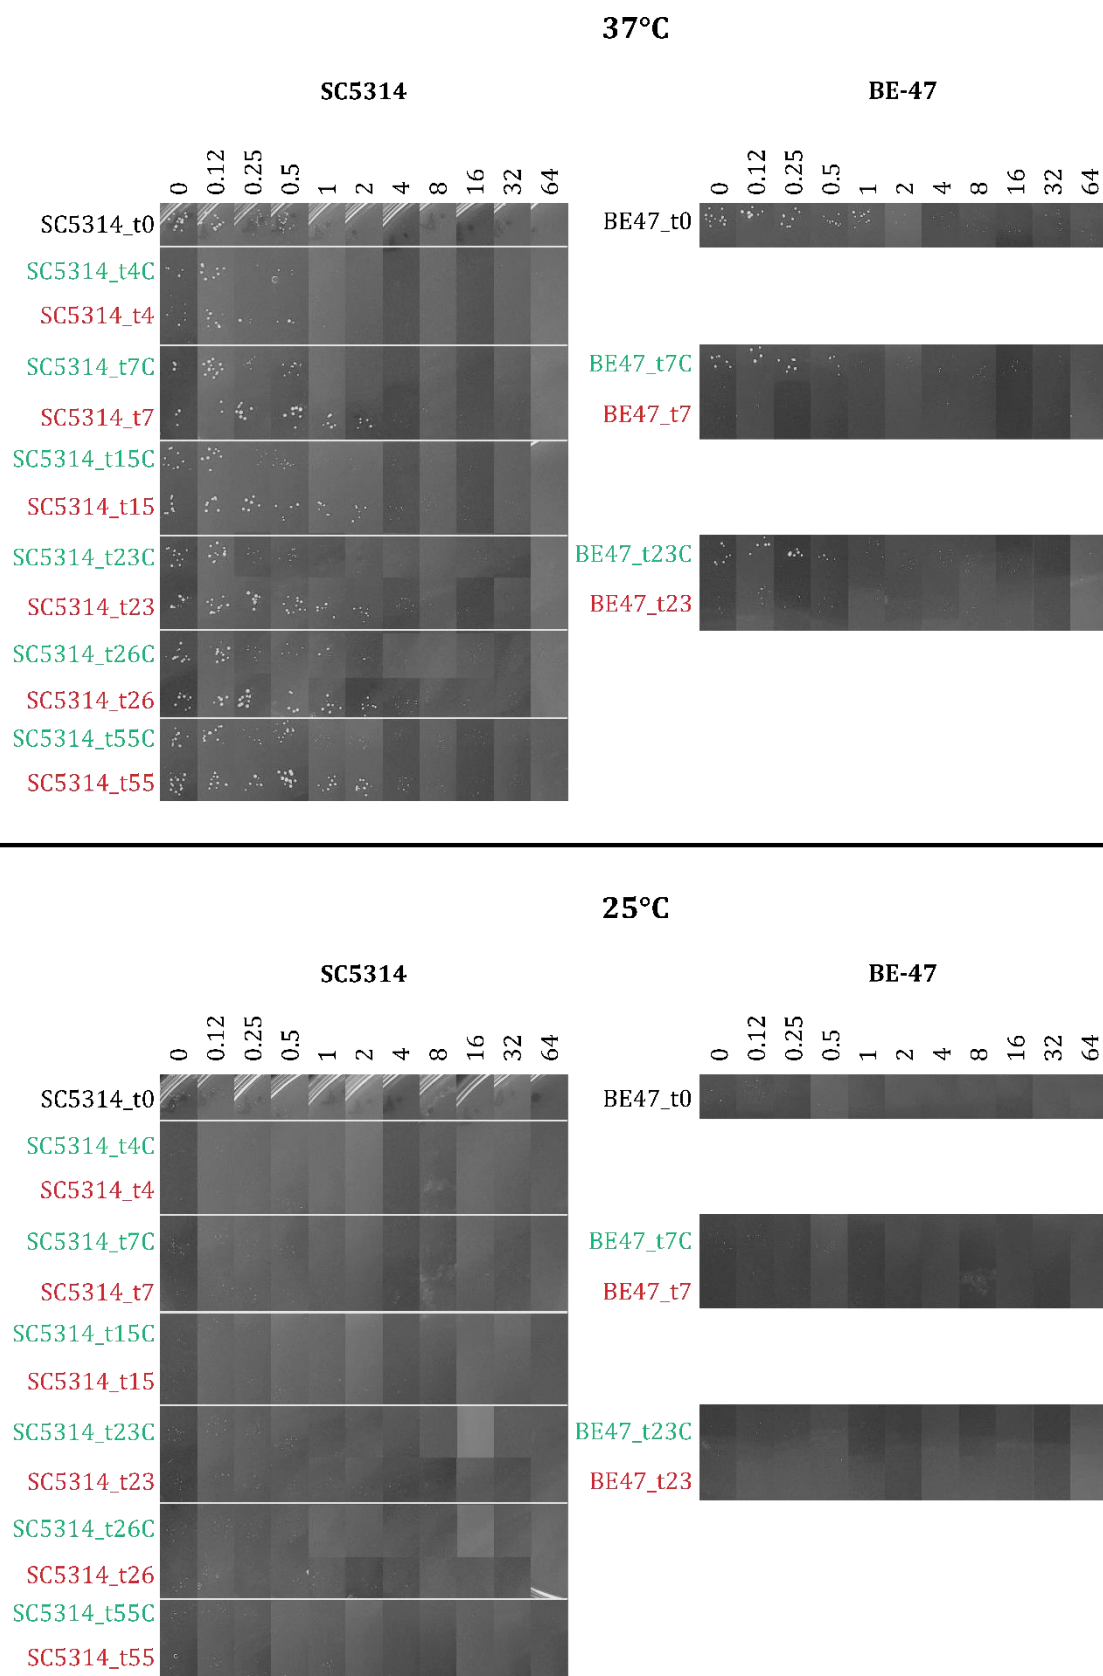 37°C
SC5314 BE-47
0 0.12 0.25 0.5 1 2 4 8 16 32 64 0 0.12 0.25 0.5 1 2 4 8 16 32 64
SC5314_t0 BE47_t0
SC5314_t4C
SC5314_t4
SC5314_t7C BE47_t7C
SC5314_t7 BE47_t7
SC5314_t15C
SC5314_t15
SC5314_t23C BE47_t23C
SC5314_t23 BE47_t23
SC5314_t26C
SC5314_t26
SC5314_t55C
SC5314_t55
25°C
SC5314 BE-47
0 0.12 0.25 0.5 1 2 4 8 16 32 64 0 0.12 0.25 0.5 1 2 4 8 16 32 64
SC5314_t0 BE47_t0
SC5314_t4C
SC5314_t4
SC5314_t7C BE47_t7C
SC5314_t7 BE47_t7
SC5314_t15C
SC5314_t15
SC5314_t23C BE47_t23C
SC5314_t23 BE47_t23
SC5314_t26C
SC5314_t26
SC5314_t55C
SC5314_t55